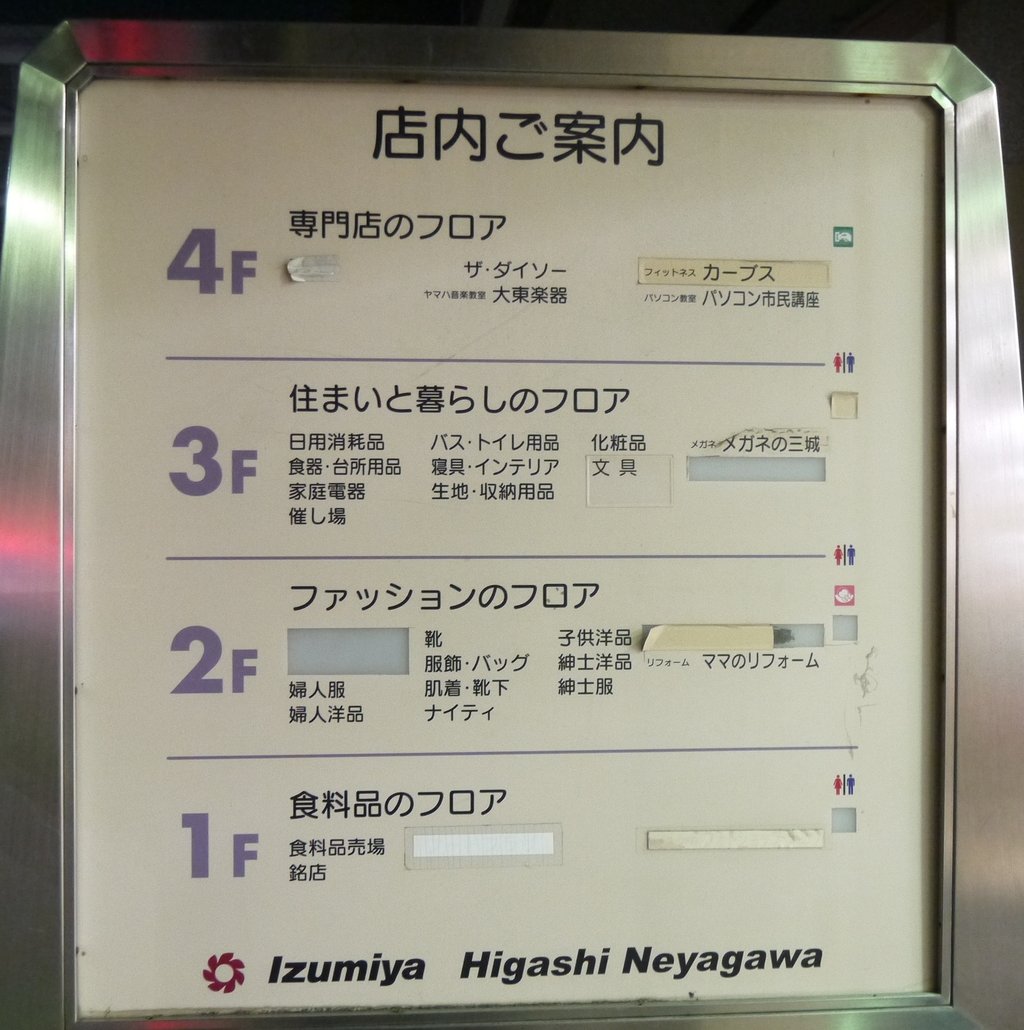 店内ご案内
4F 専門店のフロア
ザ・ダイソー フィットネス カーブス
ヤマハ音楽教室 大東楽器 パソコン教室 パソコン市民講座
3F 住まいと暮らしのフロア
日用消耗品 バス・トイレ用品 化粧品 メガネ メガネの三城
食器・台所用品 寝具・インテリア 文具
家庭電器 生地・収納用品
催し場
2F ファッションのフロア
靴 子供洋品
服飾・バッグ 紳士洋品 リフォーム ママのリフォーム
婦人服 肌着・靴下 紳士服
婦人洋品 ナイティ
1F 食料品のフロア
食料品売場
銘店
Izumiya Higashi Neyagawa